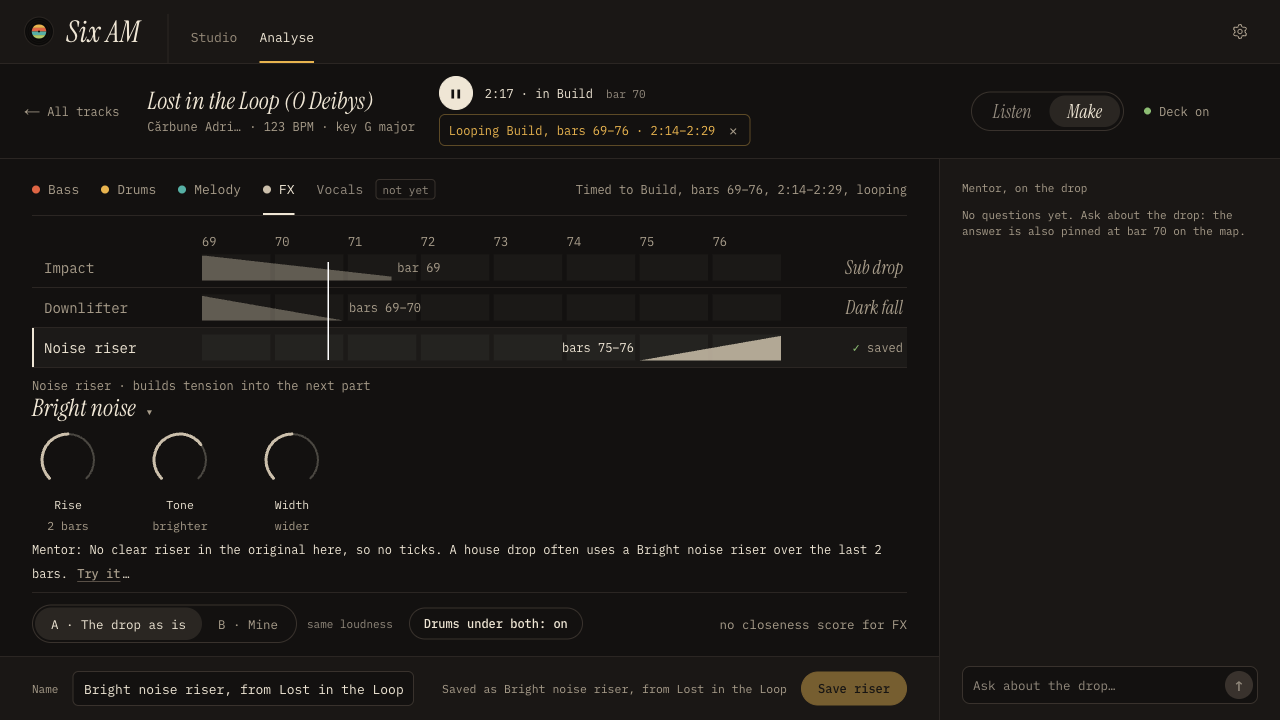 Six AM
Studio
Analyse
← All tracks
Lost in the Loop (O Deibys)
Cărbune Adri… · 123 BPM · key G major
2:17 · in Build bar 70
Looping Build, bars 69–76 · 2:14–2:29 ×
Listen
Make
Deck on
Bass
Drums
Melody
FX
Vocals not yet
Timed to Build, bars 69–76, 2:14–2:29, looping
69 70 71 72 73 74 75 76
Impact bar 69 Sub drop
Downlifter bars 69–70 Dark fall
Noise riser bars 75–76 ✓ saved
Noise riser · builds tension into the next part
Bright noise ▾
Rise Tone Width
2 bars brighter wider
Mentor: No clear riser in the original here, so no ticks. A house drop often uses a Bright noise riser over the last 2
bars. Try it…
A · The drop as is
B · Mine
same loudness
Drums under both: on
no closeness score for FX
Name
Bright noise riser, from Lost in the Loop
Saved as Bright noise riser, from Lost in the Loop
Save riser
Mentor, on the drop
No questions yet. Ask about the drop: the
answer is also pinned at bar 70 on the map.
Ask about the drop…
↑